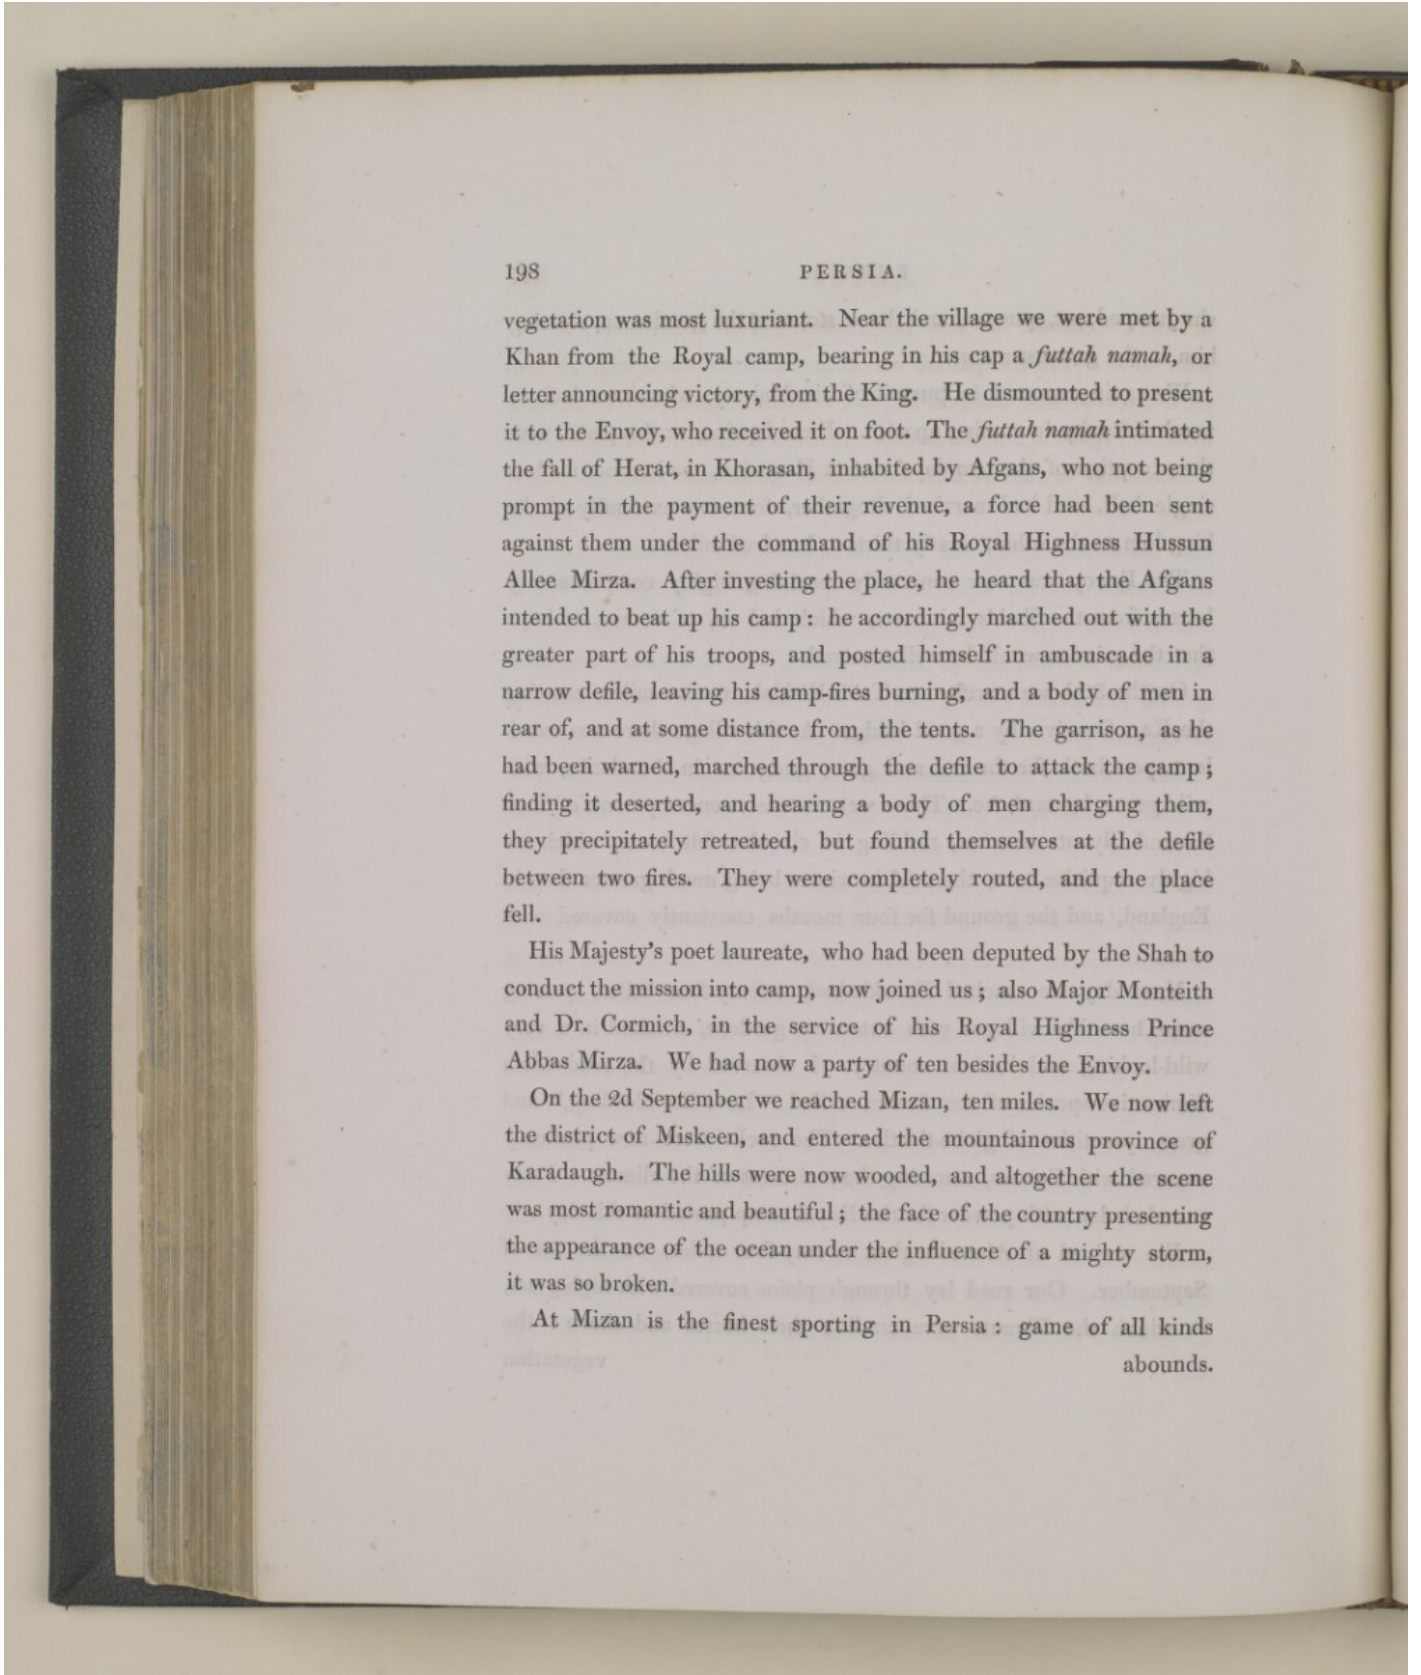 198 PERSIA.
vegetation was most luxuriant. Near the village we were met by a
Khan from the Royal camp, bearing in his cap a futtah namah, or
letter announcing victory, from the King. He dismounted to present
it to the Envoy, who received it on foot. The futtah namah intimated
the fall of Herat, in Khorasan, inhabited by Afgans, who not being
prompt in the payment of their revenue, a force had been sent
against them under the command of his Royal Highness Hussun
Allee Mirza. After investing the place, he heard that the Afgans
intended to beat up his camp: he accordingly marched out with the
greater part of his troops, and posted himself in ambuscade in a
narrow defile, leaving his camp-fires burning, and a body of men in
rear of, and at some distance from, the tents. The garrison, as he
had been warned, marched through the defile to attack the camp;
finding it deserted, and hearing a body of men charging them,
they precipitately retreated, but found themselves at the defile
between two fires. They were completely routed, and the place
fell.
His Majesty's poet laureate, who had been deputed by the Shah to
conduct the mission into camp, now joined us; also Major Monteith
and Dr. Cormich, in the service of his Royal Highness Prince
Abbas Mirza. We had now a party of ten besides the Envoy.
On the 2d September we reached Mizan, ten miles. We now left
the district of Miskeen, and entered the mountainous province of
Karadaugh. The hills were now wooded, and altogether the scene
was most romantic and beautiful; the face of the country presenting
the appearance of the ocean under the influence of a mighty storm,
it was so broken.
At Mizan is the finest sporting in Persia: game of all kinds
abounds.